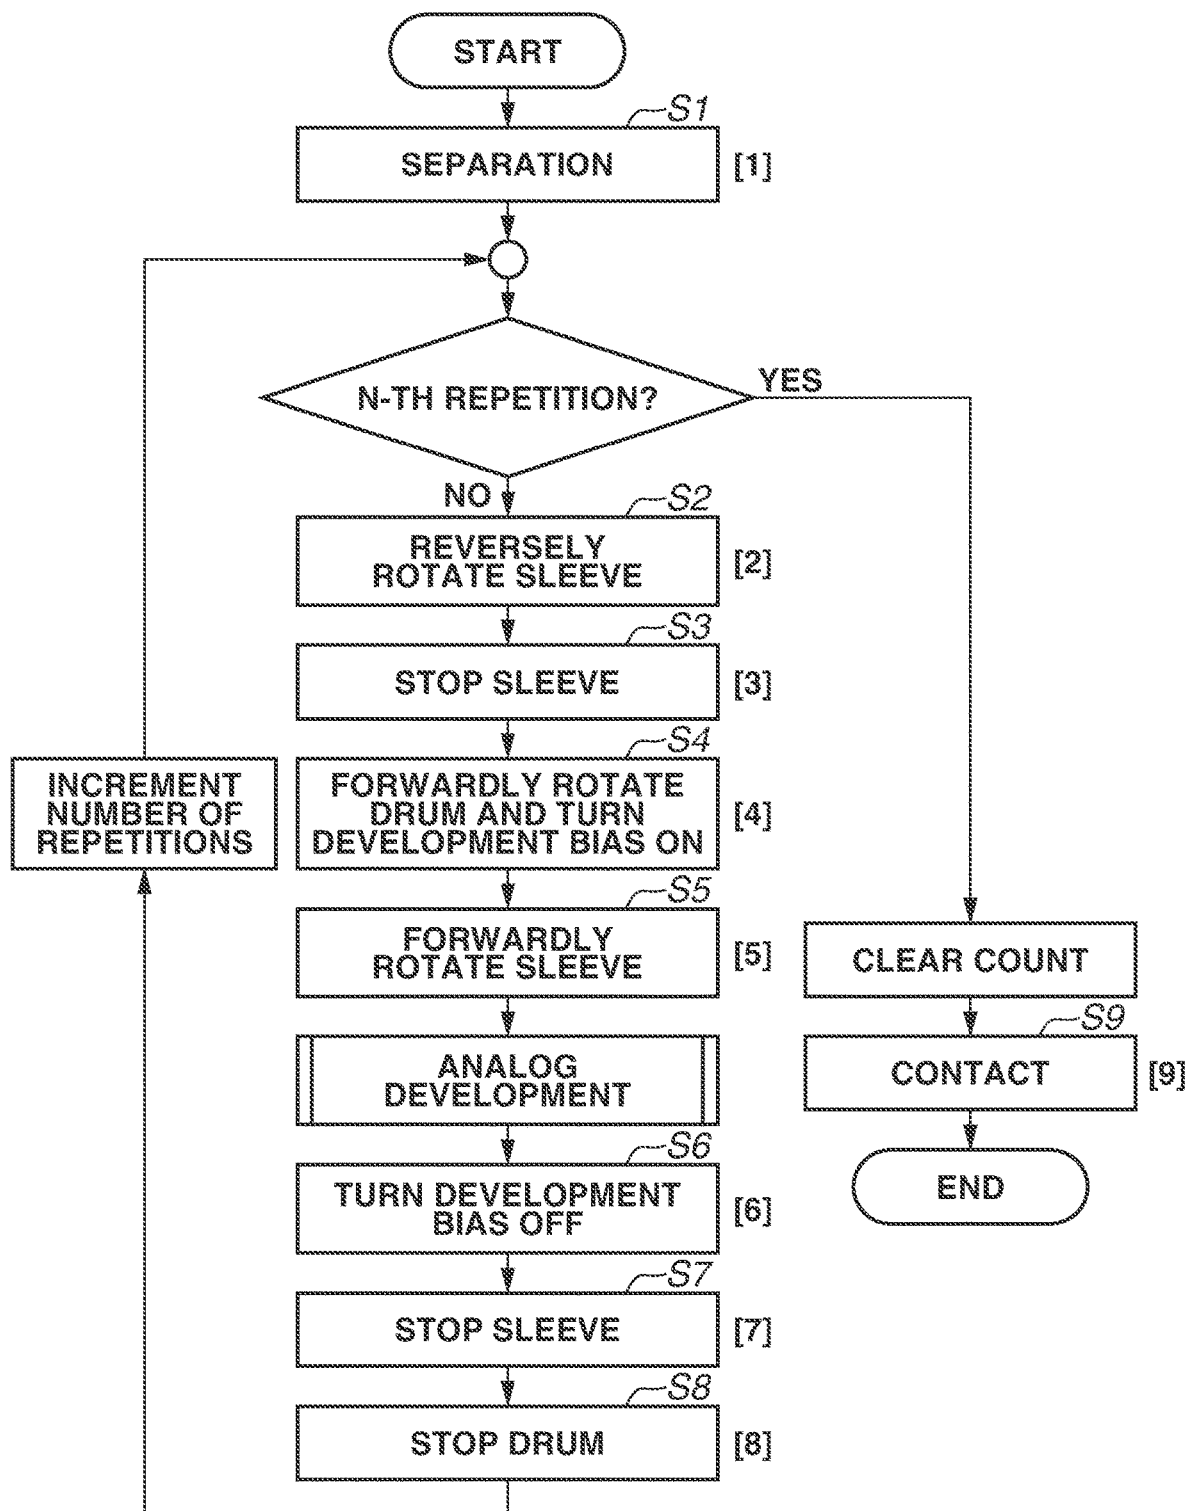 START
S1
SEPARATION
[1]
N-TH REPETITION?
YES
NO
S2
REVERSELY
ROTATE SLEEVE
[2]
S3
STOP SLEEVE
[3]
S4
FORWARDLY ROTATE
DRUM AND TURN
DEVELOPMENT BIAS ON
[4]
INCREMENT
NUMBER OF
REPETITIONS
S5
FORWARDLY
ROTATE SLEEVE
[5]
ANALOG
DEVELOPMENT
S6
TURN DEVELOPMENT
BIAS OFF
[6]
S7
STOP SLEEVE
[7]
S8
STOP DRUM
[8]
CLEAR COUNT
S9
CONTACT
[9]
END